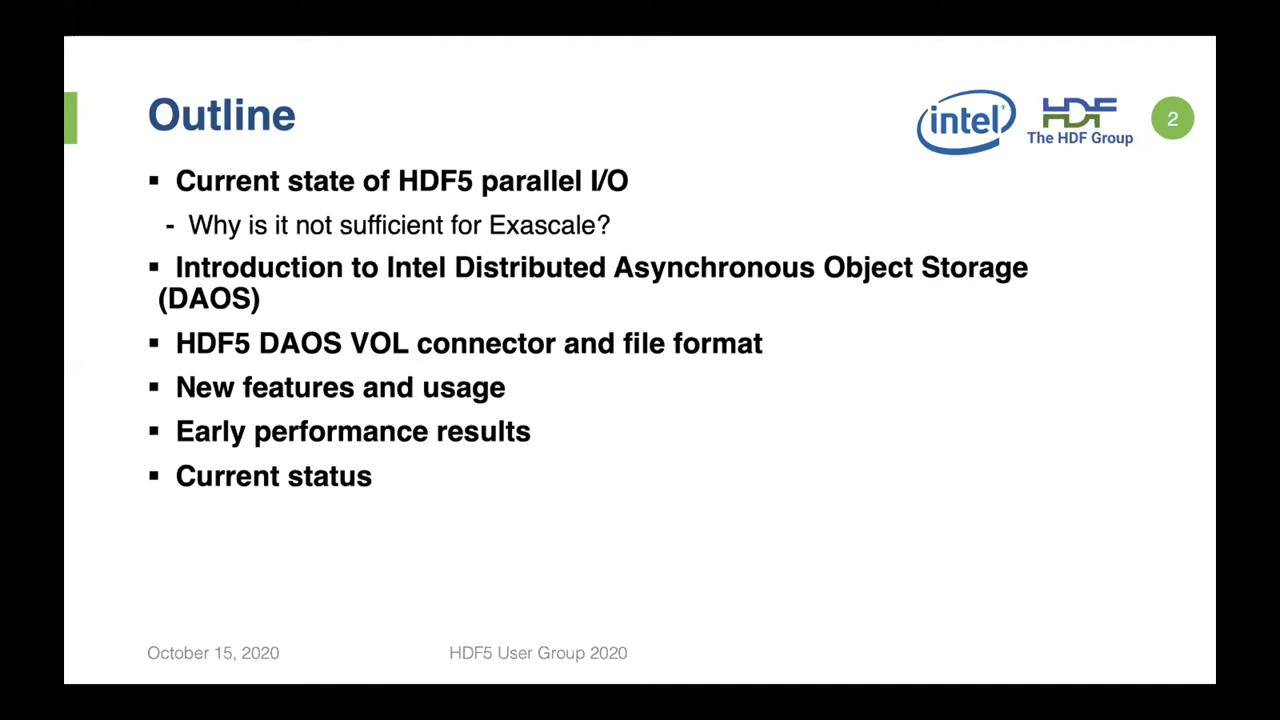 Outline
intel
HDF
The HDF Group
2
▪ Current state of HDF5 parallel I/O
- Why is it not sufficient for Exascale?
▪ Introduction to Intel Distributed Asynchronous Object Storage
(DAOS)
▪ HDF5 DAOS VOL connector and file format
▪ New features and usage
▪ Early performance results
▪ Current status
October 15, 2020
HDF5 User Group 2020